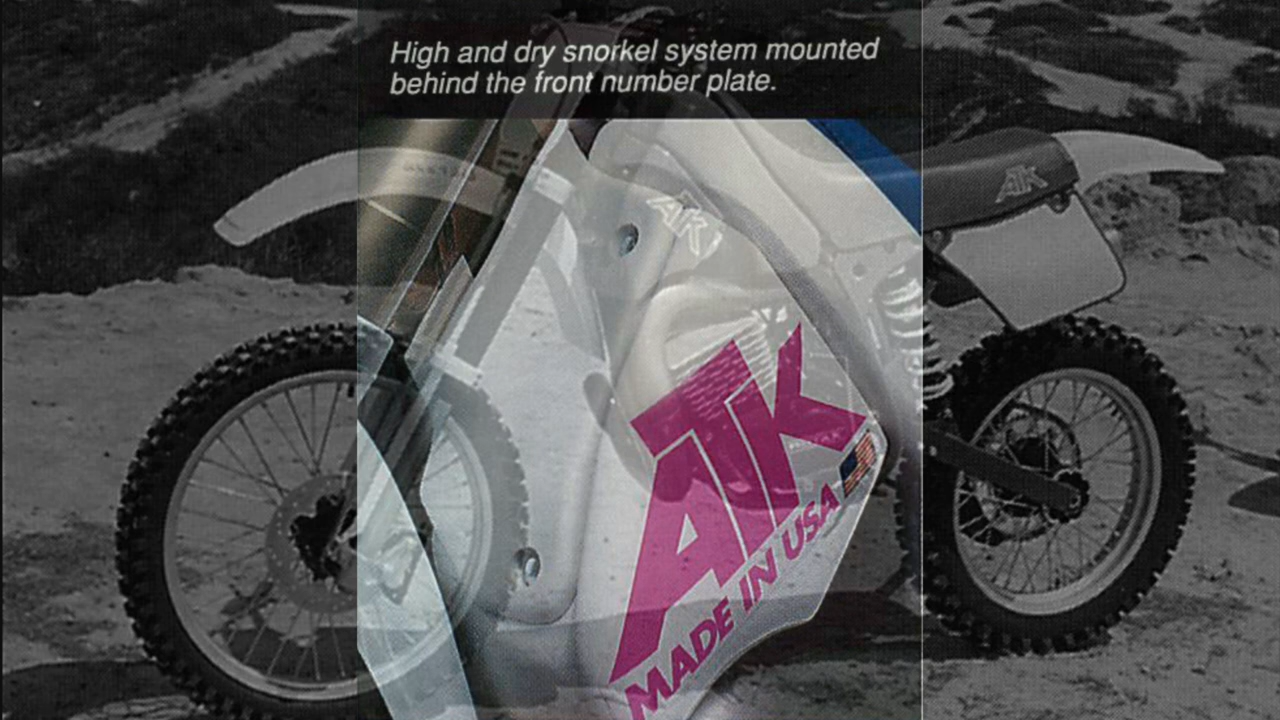 High and dry snorkel system mounted
behind the front number plate.
ATK
ATK
ATK
MADE IN USA